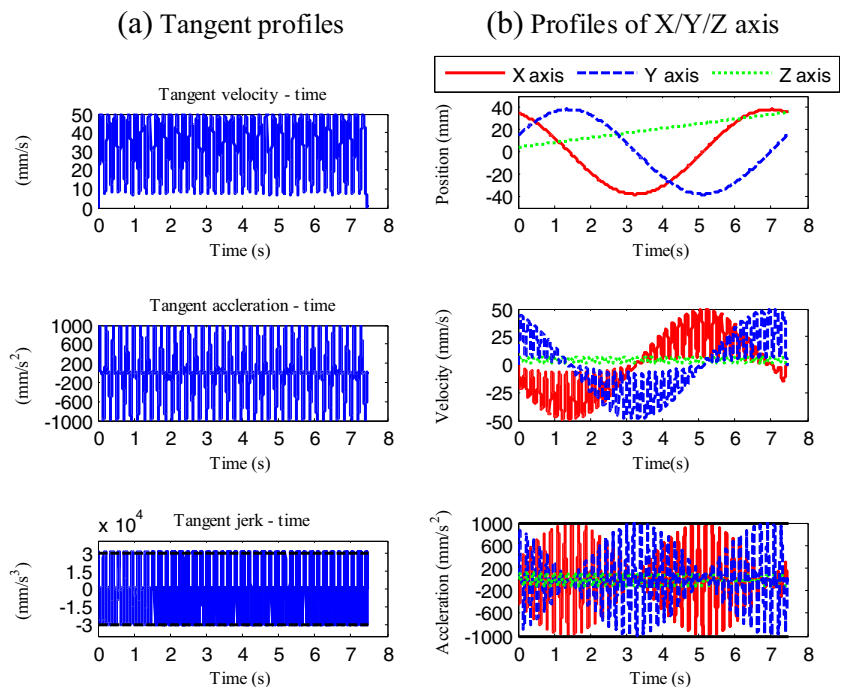 (a) Tangent profiles
(b) Profiles of X/Y/Z axis
X axis Y axis Z axis
Tangent velocity - time
(mm/s)
50
40
30
20
10
0
0 1 2 3 4 5 6 7 8
Time (s)
Position (mm)
40
20
0
-20
-40
0 1 2 3 4 5 6 7 8
Time(s)
Tangent accleration - time
(mm/s²)
1000
600
200
-200
-600
-1000
0 1 2 3 4 5 6 7 8
Time (s)
Velocity (mm/s)
50
25
0
-25
-50
0 1 2 3 4 5 6 7 8
Time(s)
Tangent jerk - time
x 10⁴
(mm/s³)
3
1.5
0
-1.5
-3
0 1 2 3 4 5 6 7 8
Time (s)
Accleration (mm/s²)
1000
600
200
-200
-600
-1000
0 1 2 3 4 5 6 7 8
Time (s)